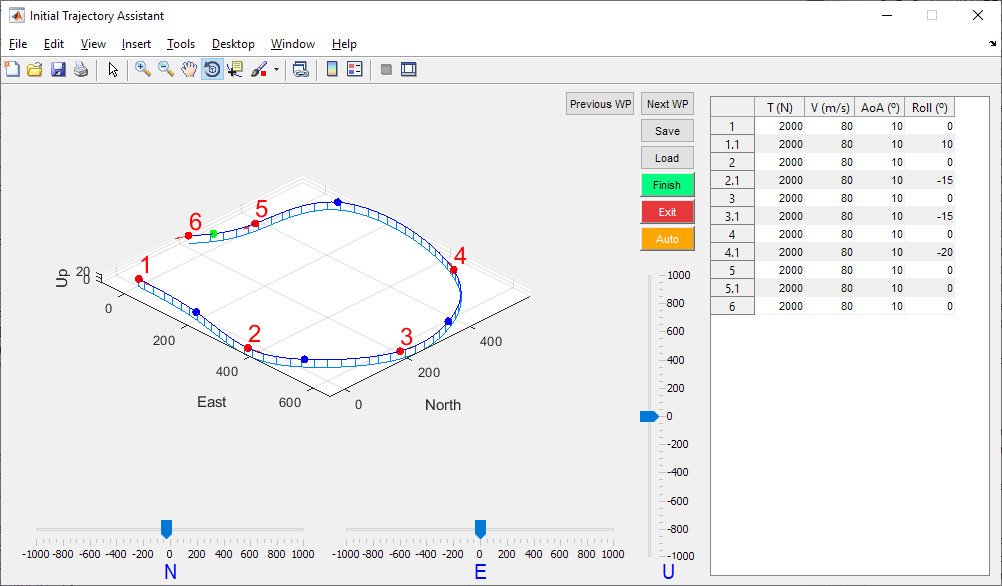 Initial Trajectory Assistant
File Edit View Insert Tools Desktop Window Help
Previous WP
Next WP
Save
Load
Finish
Exit
Auto
T (N) V (m/s) AoA (º) Roll (º)
1 2000 80 10 0
1.1 2000 80 10 10
2 2000 80 10 0
2.1 2000 80 10 -15
3 2000 80 10 0
3.1 2000 80 10 -15
4 2000 80 10 0
4.1 2000 80 10 -20
5 2000 80 10 0
5.1 2000 80 10 0
6 2000 80 10 0
6
5
1
4
2
3
Up
20
0
0
200
400
600
East
0
200
400
North
1000
800
600
400
200
0
-200
-400
-600
-800
-1000
U
-1000 -800 -600 -400 -200 0 200 400 600 800 1000
N
-1000 -800 -600 -400 -200 0 200 400 600 800 1000
E